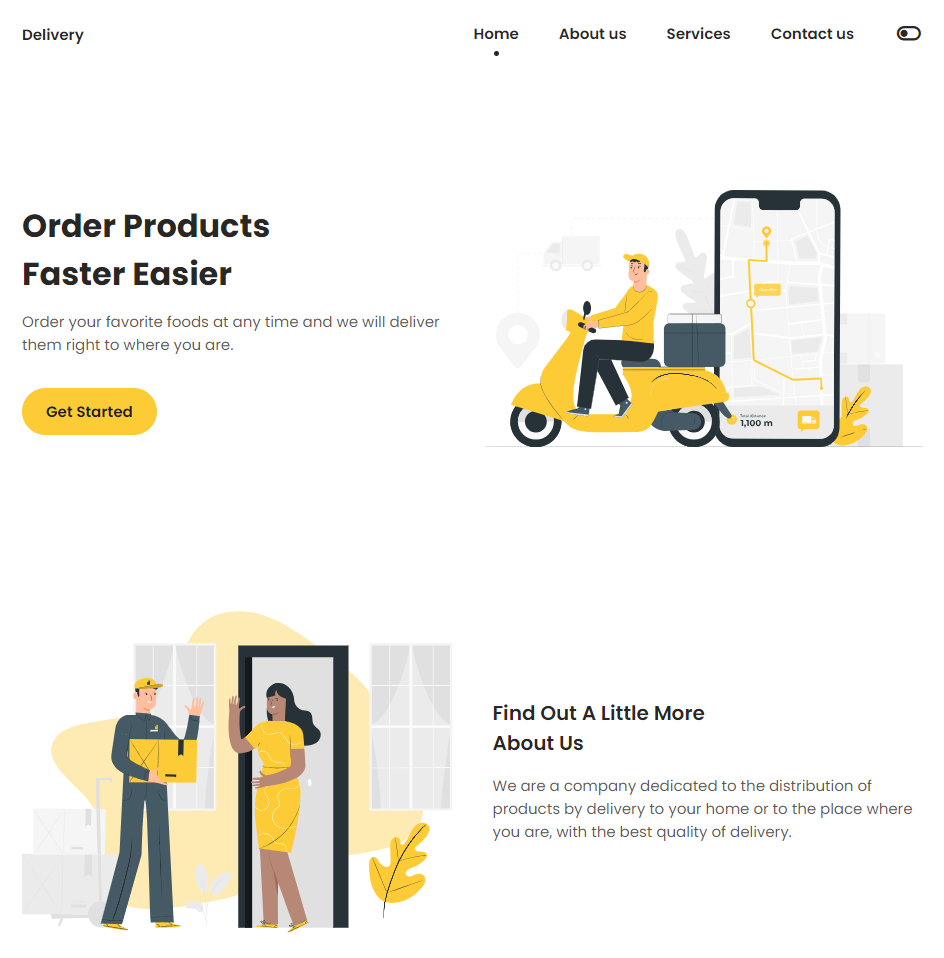 Delivery
Home
About us
Services
Contact us
Order Products
Faster Easier
Order your favorite foods at any time and we will deliver
them right to where you are.
Get Started
Total distance
1,100 m
Find Out A Little More
About Us
We are a company dedicated to the distribution of
products by delivery to your home or to the place where
you are, with the best quality of delivery.